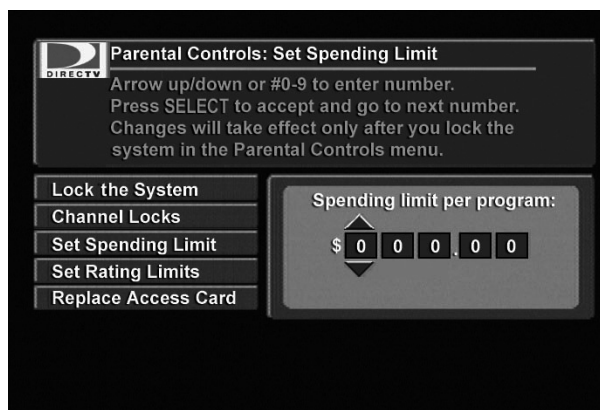 DIRECTV
Parental Controls: Set Spending Limit
Arrow up/down or #0-9 to enter number.
Press SELECT to accept and go to next number.
Changes will take effect only after you lock the
system in the Parental Controls menu.
Lock the System
Channel Locks
Set Spending Limit
Set Rating Limits
Replace Access Card
Spending limit per program:
$ 0 0 0 . 0 0